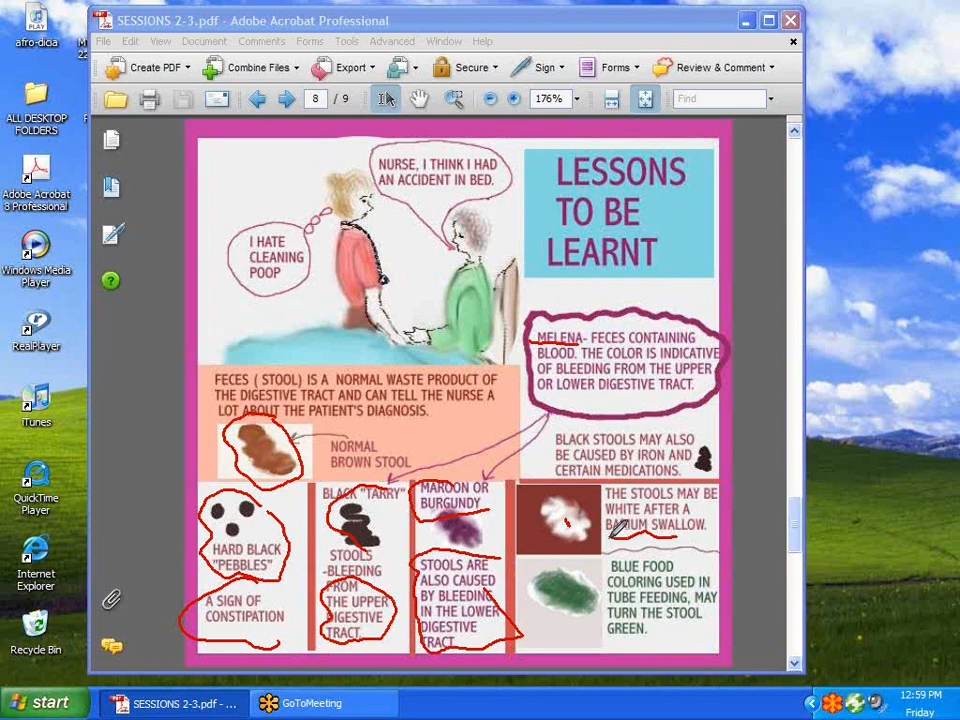 SESSIONS 2-3.pdf - Adobe Acrobat Professional
File Edit View Document Comments Forms Tools Advanced Window Help
Create PDF Combine Files Export Secure Sign Forms Review & Comment
8 / 9 176% Find
afro-dicia
ALL DESKTOP
FOLDERS
Adobe Acrobat
8 Professional
Windows Media
Player
RealPlayer
iTunes
QuickTime
Player
Internet
Explorer
Recycle Bin
NURSE, I THINK I HAD
AN ACCIDENT IN BED.
I HATE
CLEANING
POOP
LESSONS
TO BE
LEARNT
MELENA- FECES CONTAINING
BLOOD. THE COLOR IS INDICATIVE
OF BLEEDING FROM THE UPPER
OR LOWER DIGESTIVE TRACT.
FECES ( STOOL) IS A NORMAL WASTE PRODUCT OF
THE DIGESTIVE TRACT AND CAN TELL THE NURSE A
LOT ABOUT THE PATIENT'S DIAGNOSIS.
NORMAL
BROWN STOOL
BLACK STOOLS MAY ALSO
BE CAUSED BY IRON AND
CERTAIN MEDICATIONS.
HARD BLACK
"PEBBLES"
A SIGN OF
CONSTIPATION
BLACK "TARRY"
STOOLS
-BLEEDING
FROM
THE UPPER
DIGESTIVE
TRACT.
MAROON OR
BURGUNDY
STOOLS ARE
ALSO CAUSED
BY BLEEDING
IN THE LOWER
DIGESTIVE
TRACT
THE STOOLS MAY BE
WHITE AFTER A
BARIUM SWALLOW.
BLUE FOOD
COLORING USED IN
TUBE FEEDING, MAY
TURN THE STOOL
GREEN.
start SESSIONS 2-3.pdf - ... GoToMeeting
12:59 PM
Friday